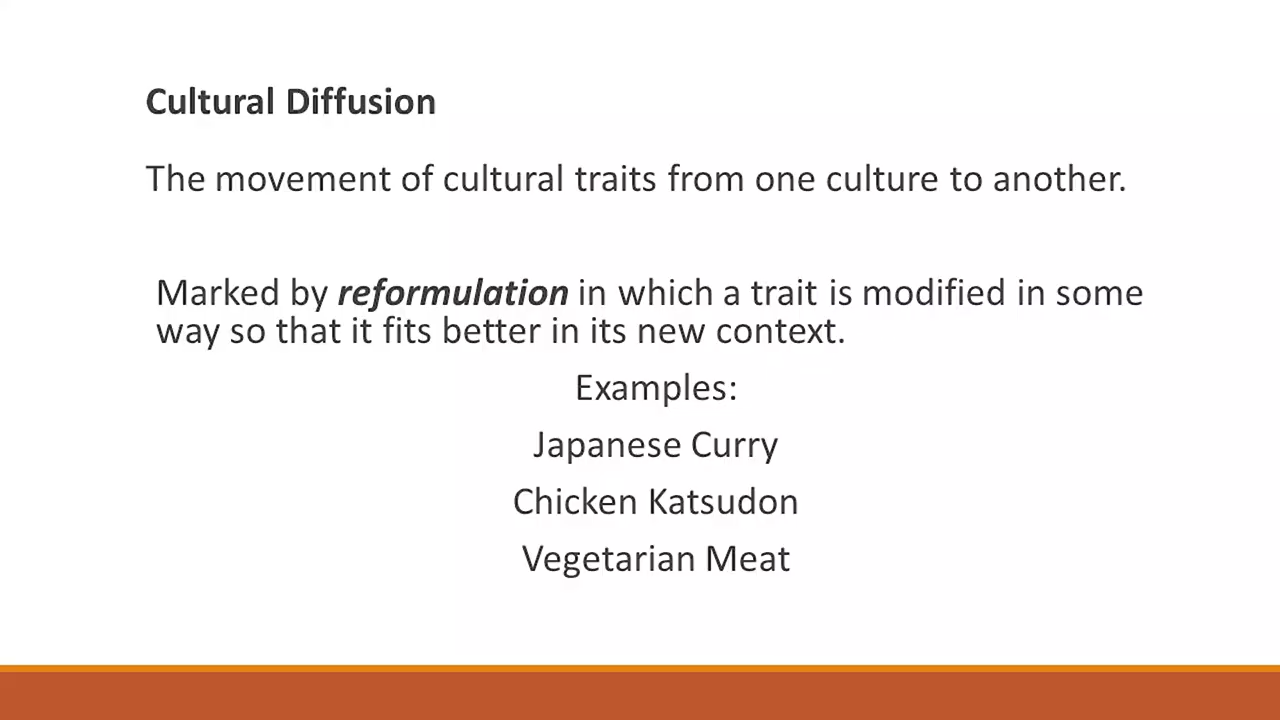 Cultural Diffusion
The movement of cultural traits from one culture to another.
Marked by reformulation in which a trait is modified in some
way so that it fits better in its new context.
Examples:
Japanese Curry
Chicken Katsudon
Vegetarian Meat